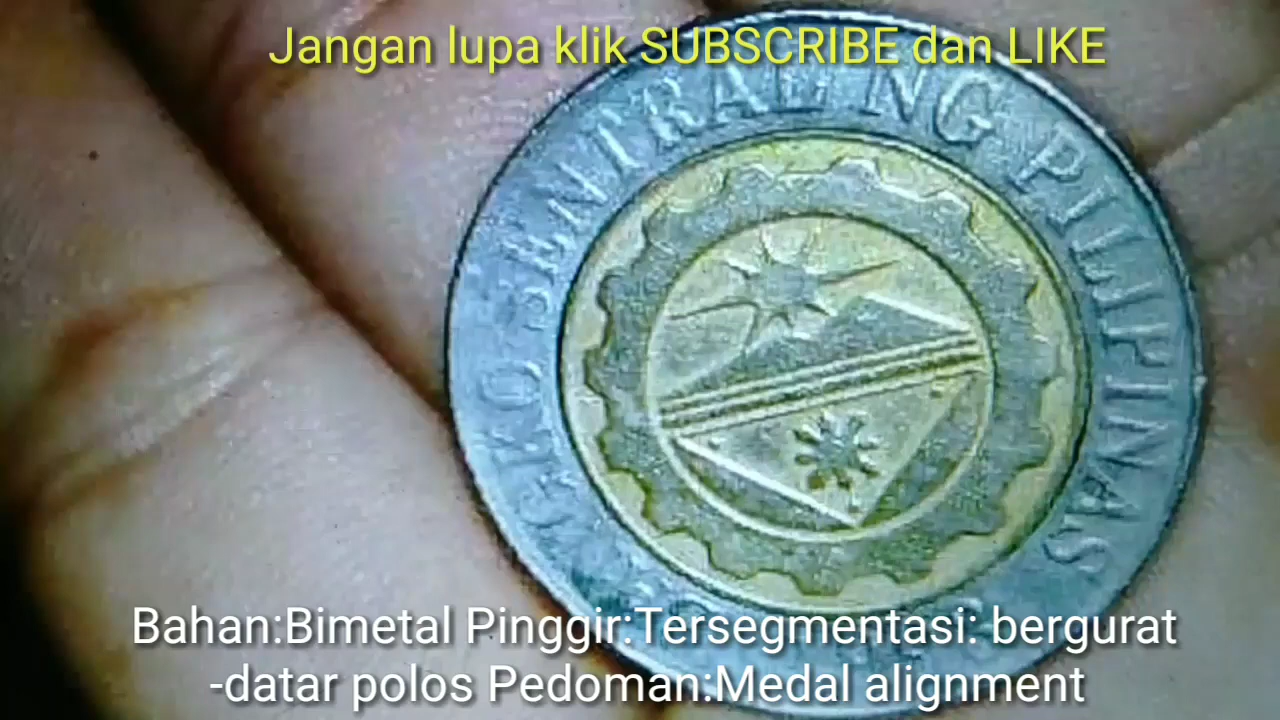 Jangan lupa klik SUBSCRIBE dan LIKE
BANGKO SENTRAL NG PILIPINAS
Bahan:Bimetal Pinggir:Tersegmentasi: bergurat
-datar polos Pedoman:Medal alignment